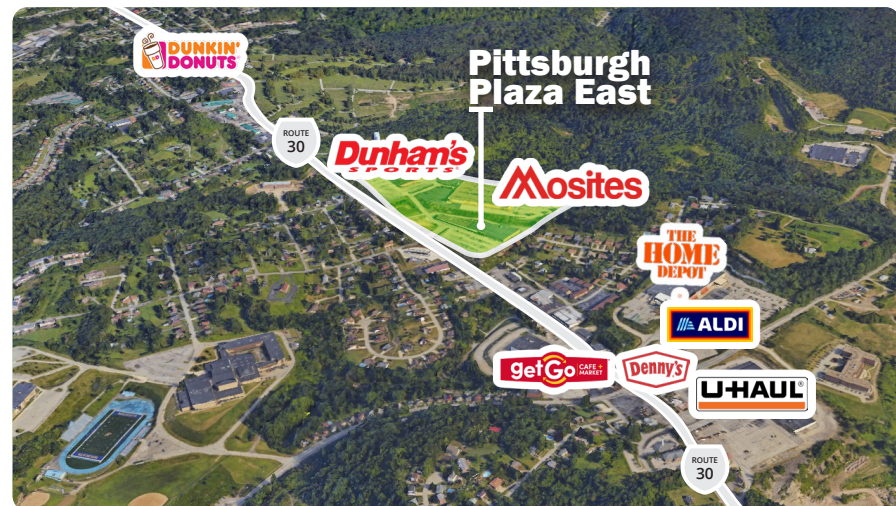 DUNKIN'
DONUTS
Pittsburgh
Plaza East
ROUTE
30
Dunham's
SPORTS
Mosites
THE
HOME
DEPOT
ALDI
getGo CAFE +
MARKET
Denny's
U-HAUL
ROUTE
30